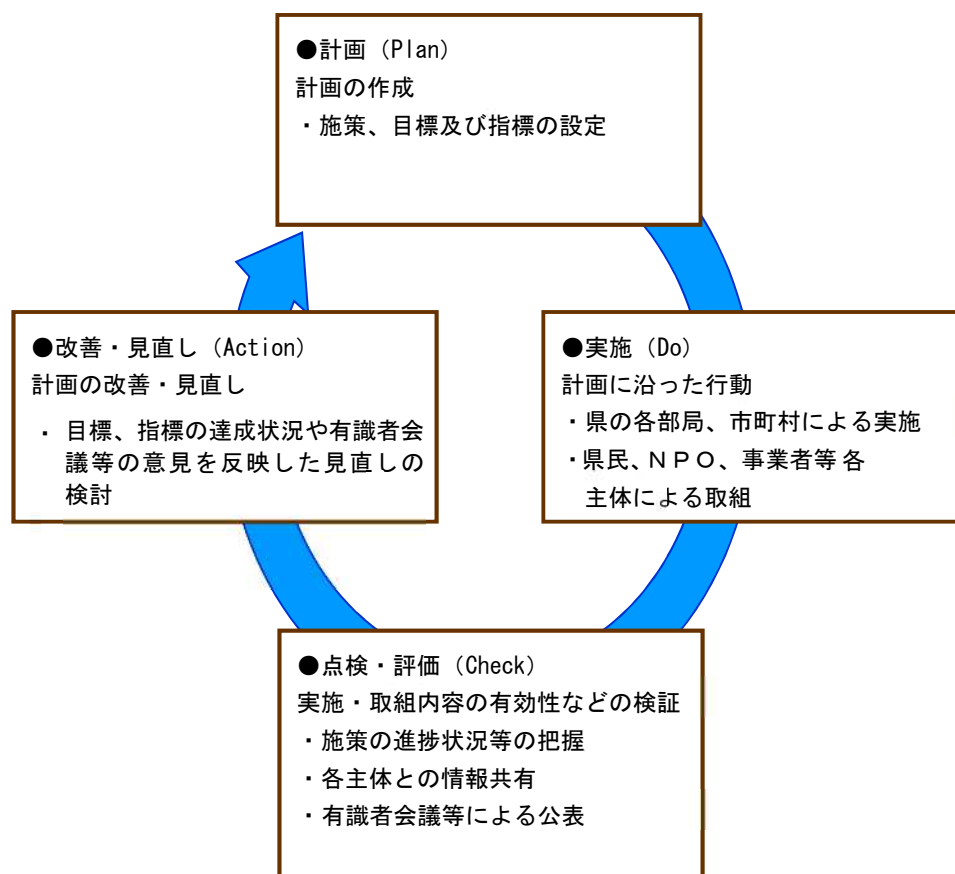 ●計画（Plan）
計画の作成
・施策、目標及び指標の設定
●改善・見直し（Action）
計画の改善・見直し
・目標、指標の達成状況や有識者会
議等の意見を反映した見直しの
検討
●実施（Do）
計画に沿った行動
・県の各部局、市町村による実施
・県民、ＮＰＯ、事業者等各
主体による取組
●点検・評価（Check）
実施・取組内容の有効性などの検証
・施策の進捗状況等の把握
・各主体との情報共有
・有識者会議等による公表